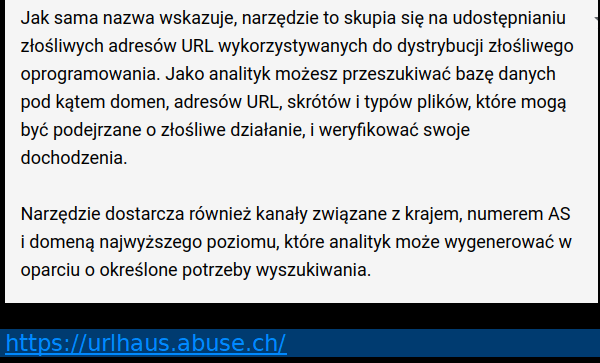 Jak sama nazwa wskazuje, narzędzie to skupia się na udostępnianiu
złośliwych adresów URL wykorzystywanych do dystrybucji złośliwego
oprogramowania. Jako analityk możesz przeszukiwać bazę danych
pod kątem domen, adresów URL, skrótów i typów plików, które mogą
być podejrzane o złośliwe działanie, i weryfikować swoje
dochodzenia.
Narzędzie dostarcza również kanały związane z krajem, numerem AS
i domeną najwyższego poziomu, które analityk może wygenerować w
oparciu o określone potrzeby wyszukiwania.
https://urlhaus.abuse.ch/